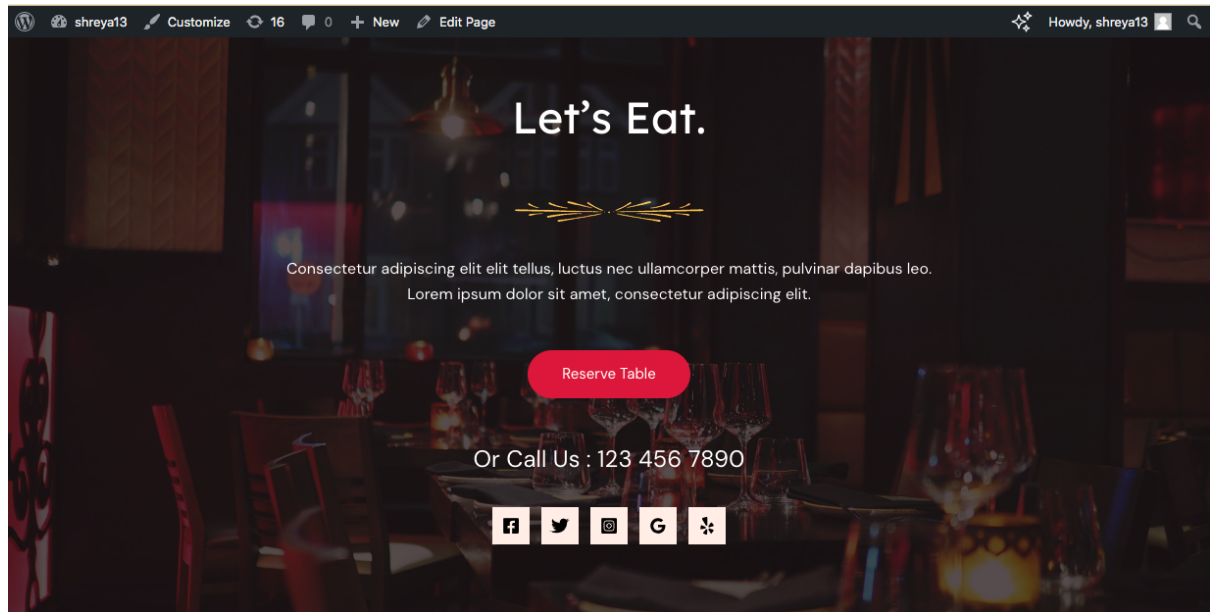 shreya13 Customize 16 0 New Edit Page Howdy, shreya13
Let’s Eat.
Consectetur adipiscing elit elit tellus, luctus nec ullamcorper mattis, pulvinar dapibus leo.
Lorem ipsum dolor sit amet, consectetur adipiscing elit.
Reserve Table
Or Call Us : 123 456 7890